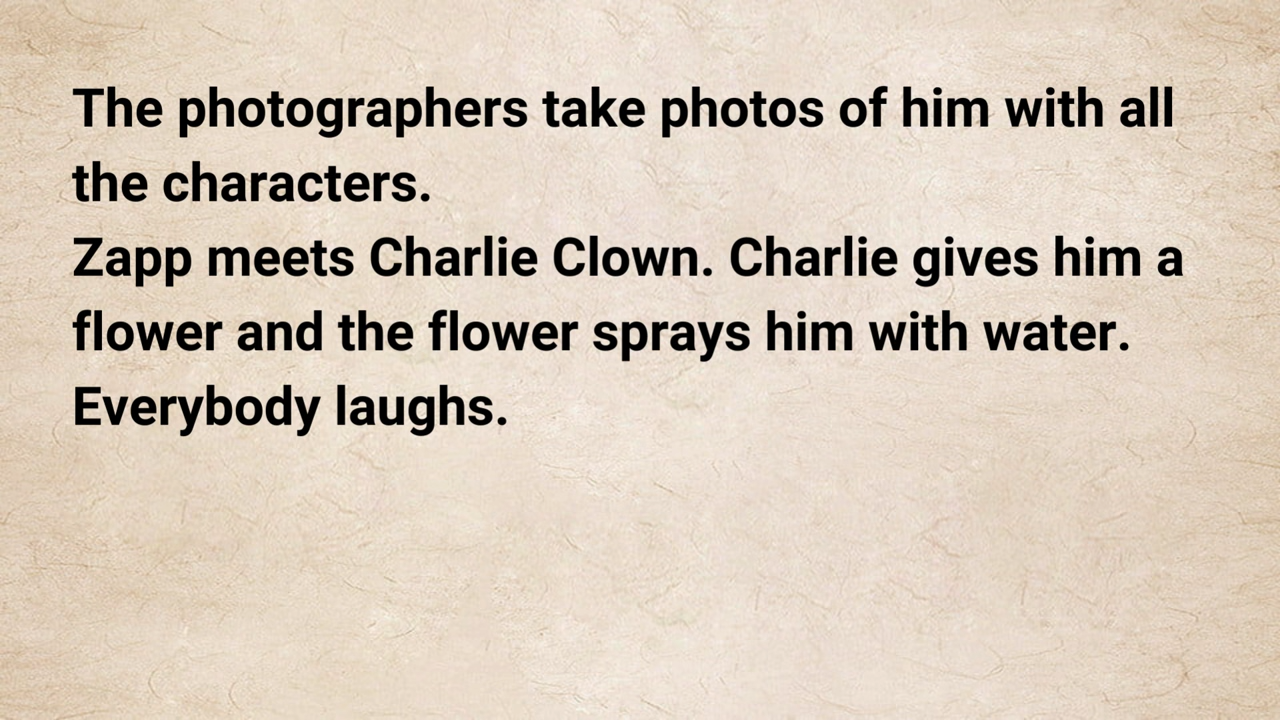 The photographers take photos of him with all
the characters.
Zapp meets Charlie Clown. Charlie gives him a
flower and the flower sprays him with water.
Everybody laughs.